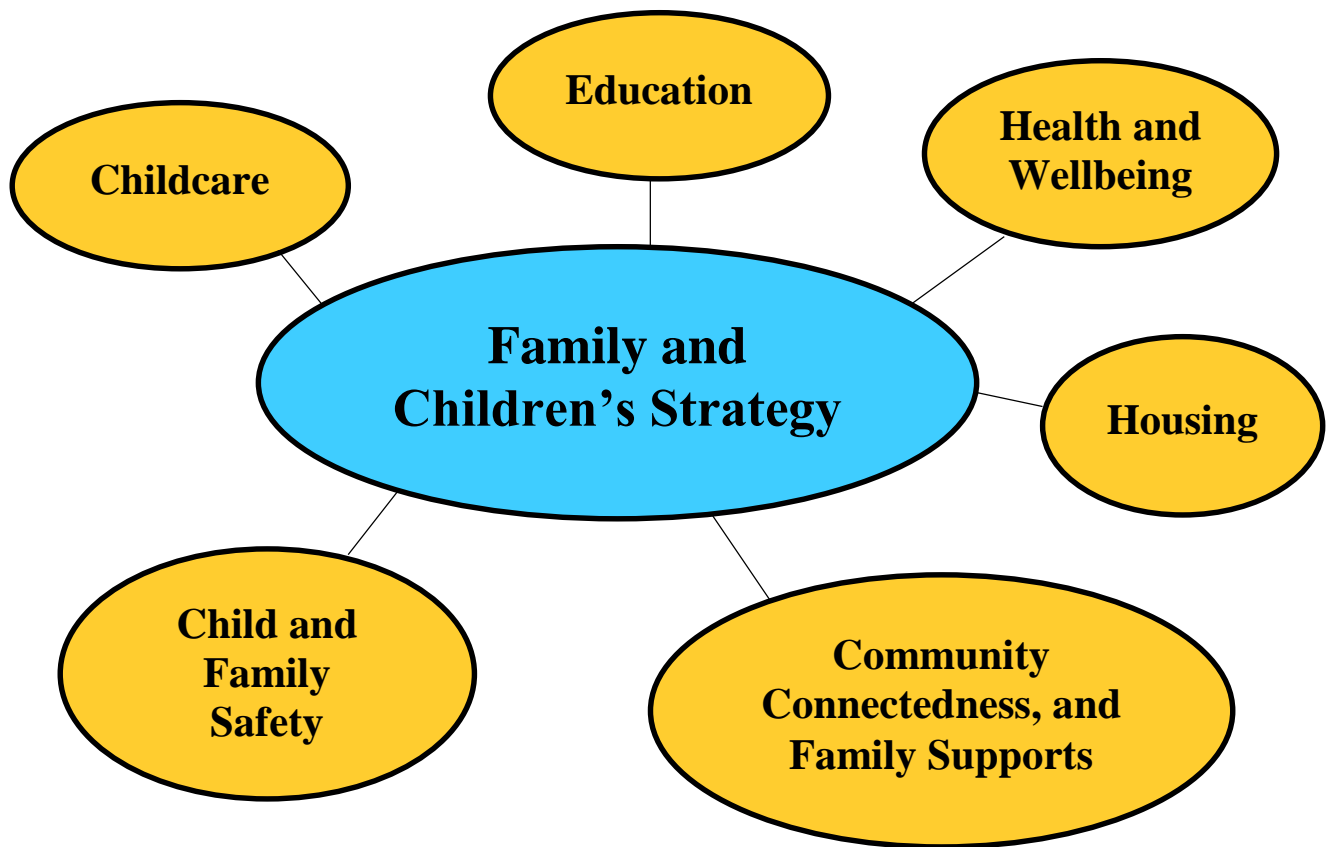 Education
Health and
Wellbeing
Childcare
Family and
Children’s Strategy
Housing
Child and
Family
Safety
Community
Connectedness, and
Family Supports